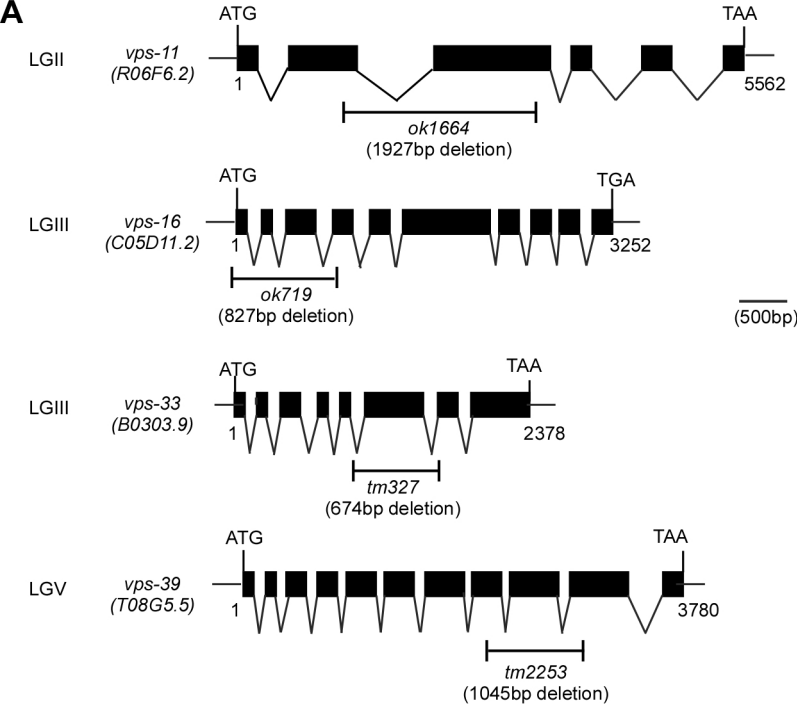 A
ATG
TAA
LGII
vps-11
(R06F6.2)
1
5562
ok1664
(1927bp deletion)
ATG
TGA
LGIII
vps-16
(C05D11.2)
1
3252
ok719
(827bp deletion)
(500bp)
ATG
TAA
LGIII
vps-33
(B0303.9)
1
2378
tm327
(674bp deletion)
ATG
TAA
LGV
vps-39
(T08G5.5)
1
3780
tm2253
(1045bp deletion)